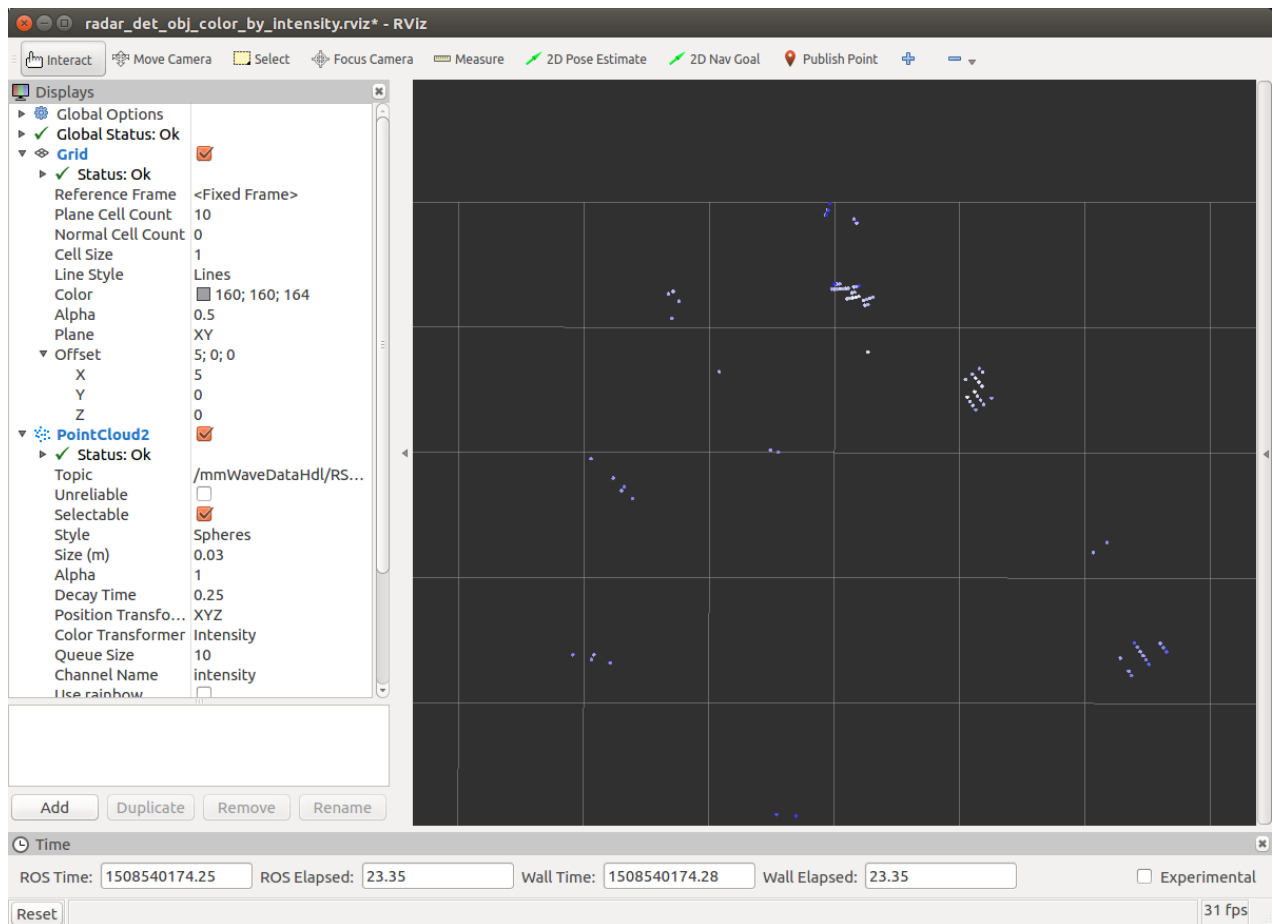 radar_det_obj_color_by_intensity.rviz* - RViz
Interact Move Camera Select Focus Camera Measure 2D Pose Estimate 2D Nav Goal Publish Point
Displays
Global Options
Global Status: Ok
Grid
Status: Ok
Reference Frame <Fixed Frame>
Plane Cell Count 10
Normal Cell Count 0
Cell Size 1
Line Style Lines
Color 160; 160; 164
Alpha 0.5
Plane XY
Offset 5; 0; 0
X 5
Y 0
Z 0
PointCloud2
Status: Ok
Topic /mmWaveDataHdl/RS...
Unreliable
Selectable
Style Spheres
Size (m) 0.03
Alpha 1
Decay Time 0.25
Position Transfo... XYZ
Color Transformer Intensity
Queue Size 10
Channel Name intensity
Use rainbow
Add Duplicate Remove Rename
Time
ROS Time: 1508540174.25 ROS Elapsed: 23.35 Wall Time: 1508540174.28 Wall Elapsed: 23.35 Experimental
Reset 31 fps